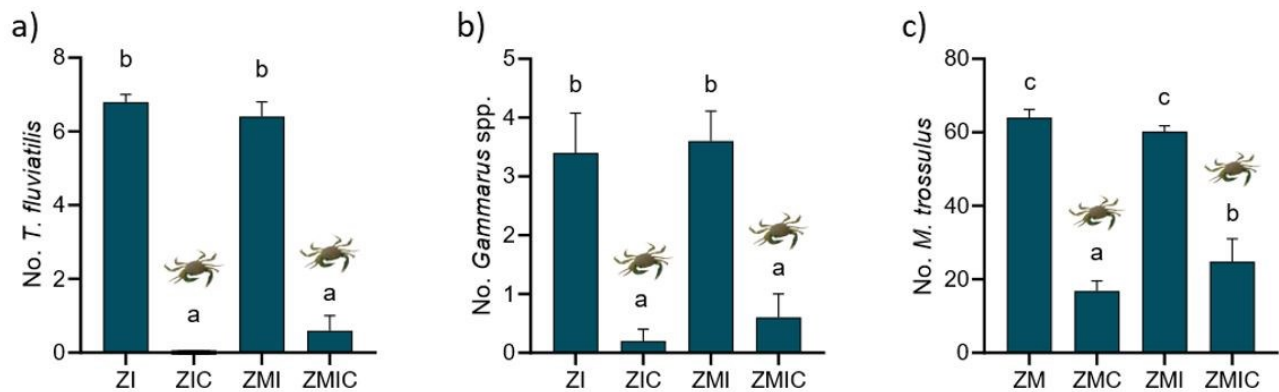 a)
No. T. fluviatilis
8
6
4
2
0
b
a
b
a
ZI ZIC ZMI ZMIC
b)
No. Gammarus spp.
5
4
3
2
1
0
b
a
b
a
ZI ZIC ZMI ZMIC
c)
No. M. trossulus
80
60
40
20
0
c
a
c
b
ZM ZMC ZMI ZMIC